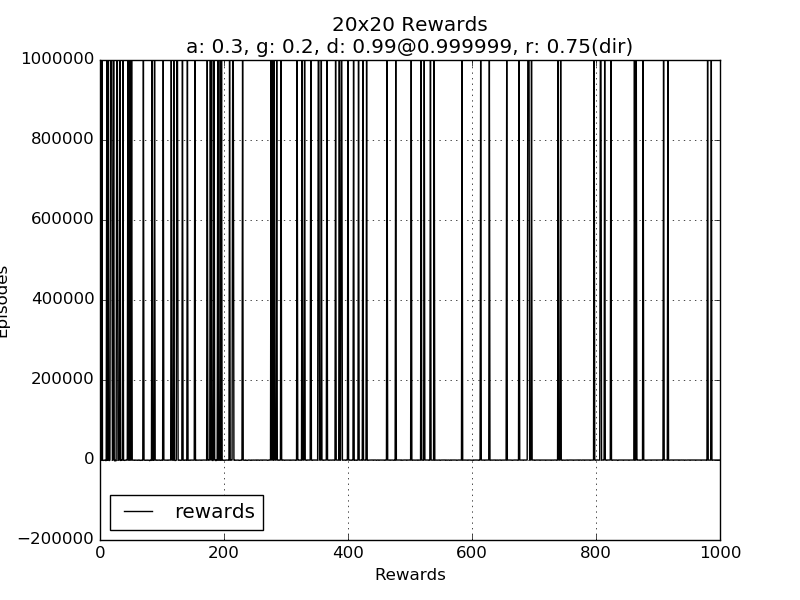 20x20 Rewards
a: 0.3, g: 0.2, d: 0.99@0.999999, r: 0.75(dir)
1000000
800000
600000
400000
200000
0
−200000
Episodes
rewards
0 200 400 600 800 1000
Rewards